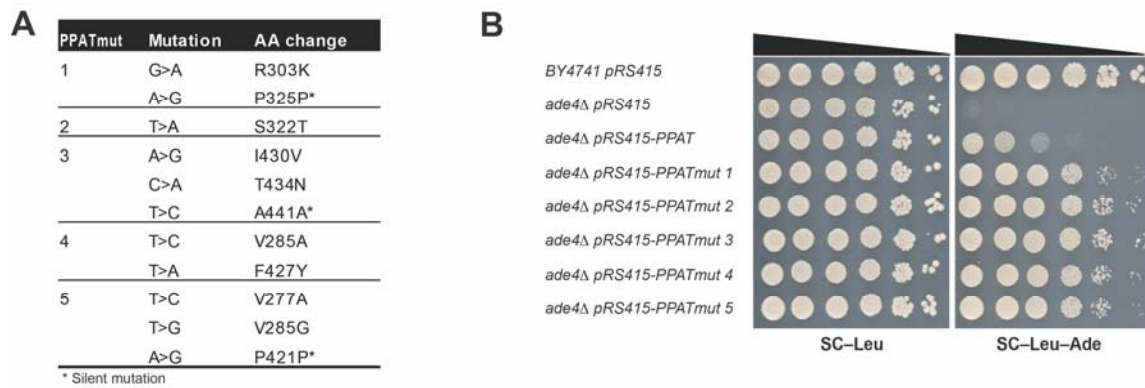 A
PPATmut Mutation AA change
1 G>A R303K
A>G P325P*
2 T>A S322T
3 A>G I430V
C>A T434N
T>C A441A*
4 T>C V285A
T>A F427Y
5 T>C V277A
T>G V285G
A>G P421P*
* Silent mutation
B
BY4741 pRS415
ade4Δ pRS415
ade4Δ pRS415-PPAT
ade4Δ pRS415-PPATmut 1
ade4Δ pRS415-PPATmut 2
ade4Δ pRS415-PPATmut 3
ade4Δ pRS415-PPATmut 4
ade4Δ pRS415-PPATmut 5
SC–Leu SC–Leu–Ade